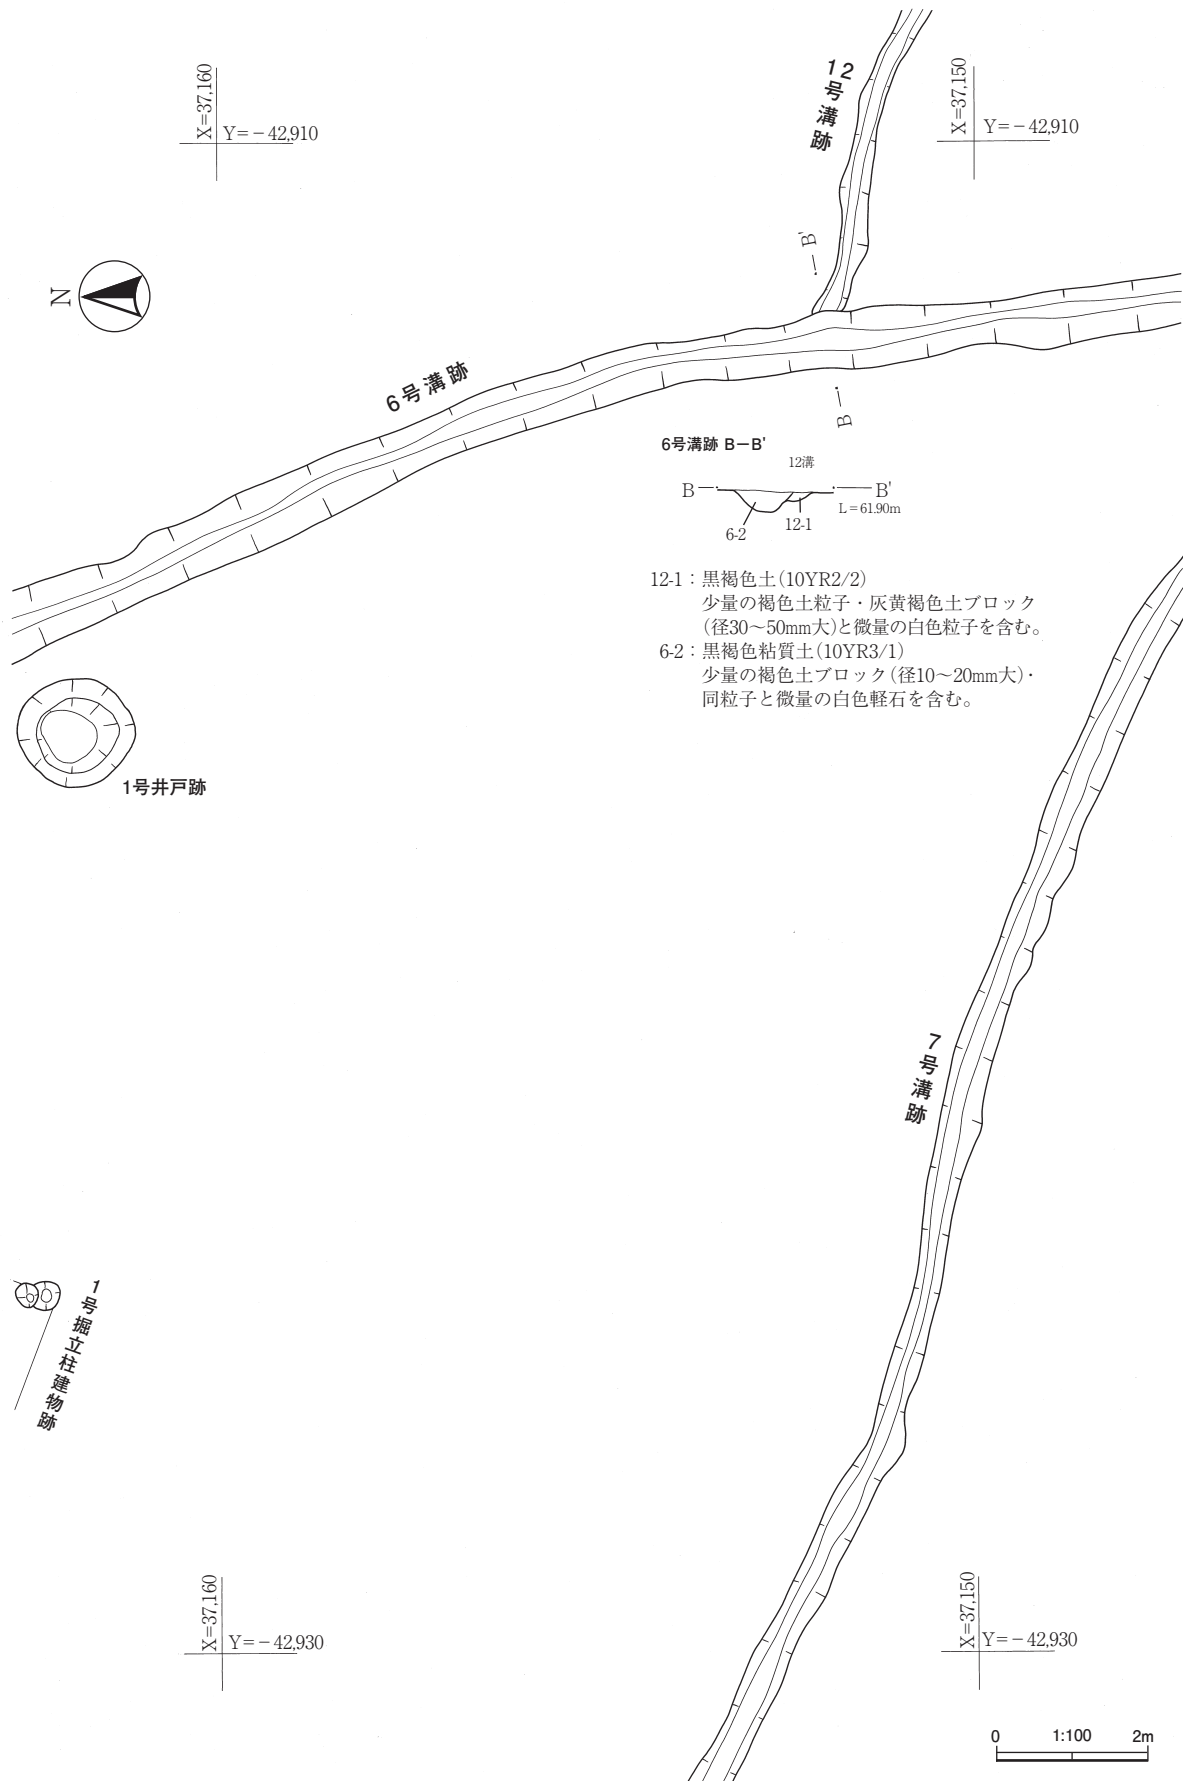 12号溝跡
X=37,160
Y=－42,910
X=37,150
Y=－42,910
B'
N
6号溝跡
B
6号溝跡 B－B'
12溝
B
B'
L=61.90m
6-2
12-1
12-1：黒褐色土(10YR2/2)
少量の褐色土粒子・灰黄褐色土ブロック
(径30〜50mm大)と微量の白色粒子を含む。
6-2：黒褐色粘質土(10YR3/1)
少量の褐色土ブロック(径10〜20mm大)・
同粒子と微量の白色軽石を含む。
1号井戸跡
7号溝跡
1号掘立柱建物跡
X=37,160
Y=－42,930
X=37,150
Y=－42,930
0 1:100 2m